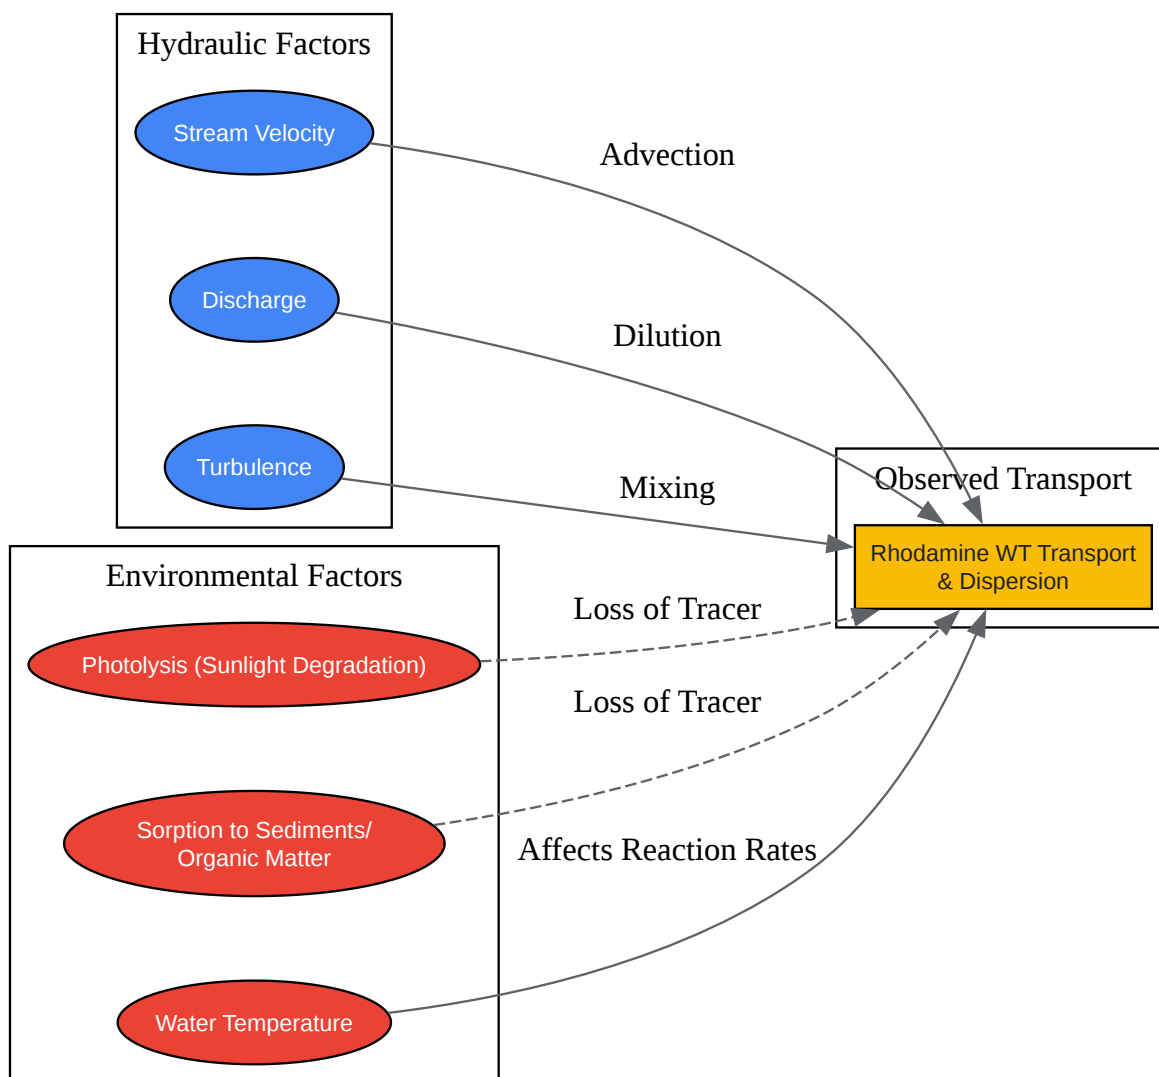 Hydraulic Factors
Stream Velocity
Advection
Discharge
Dilution
Turbulence
Mixing
Observed Transport
Rhodamine WT Transport
& Dispersion
Environmental Factors
Loss of Tracer
Photolysis (Sunlight Degradation)
Loss of Tracer
Sorption to Sediments/
Organic Matter
Affects Reaction Rates
Water Temperature